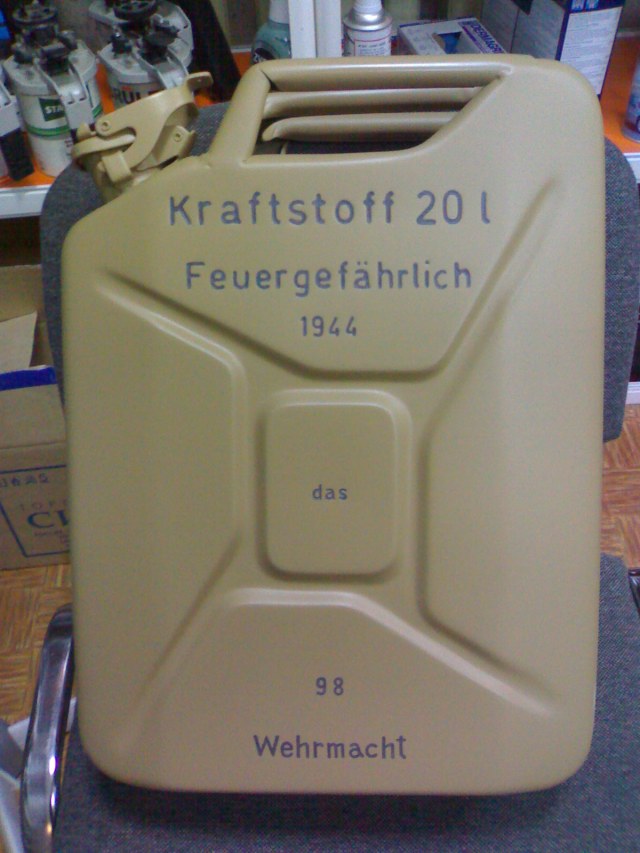 Kraftstoff 20 l
Feuergefährlich
1944
das
98
Wehrmacht